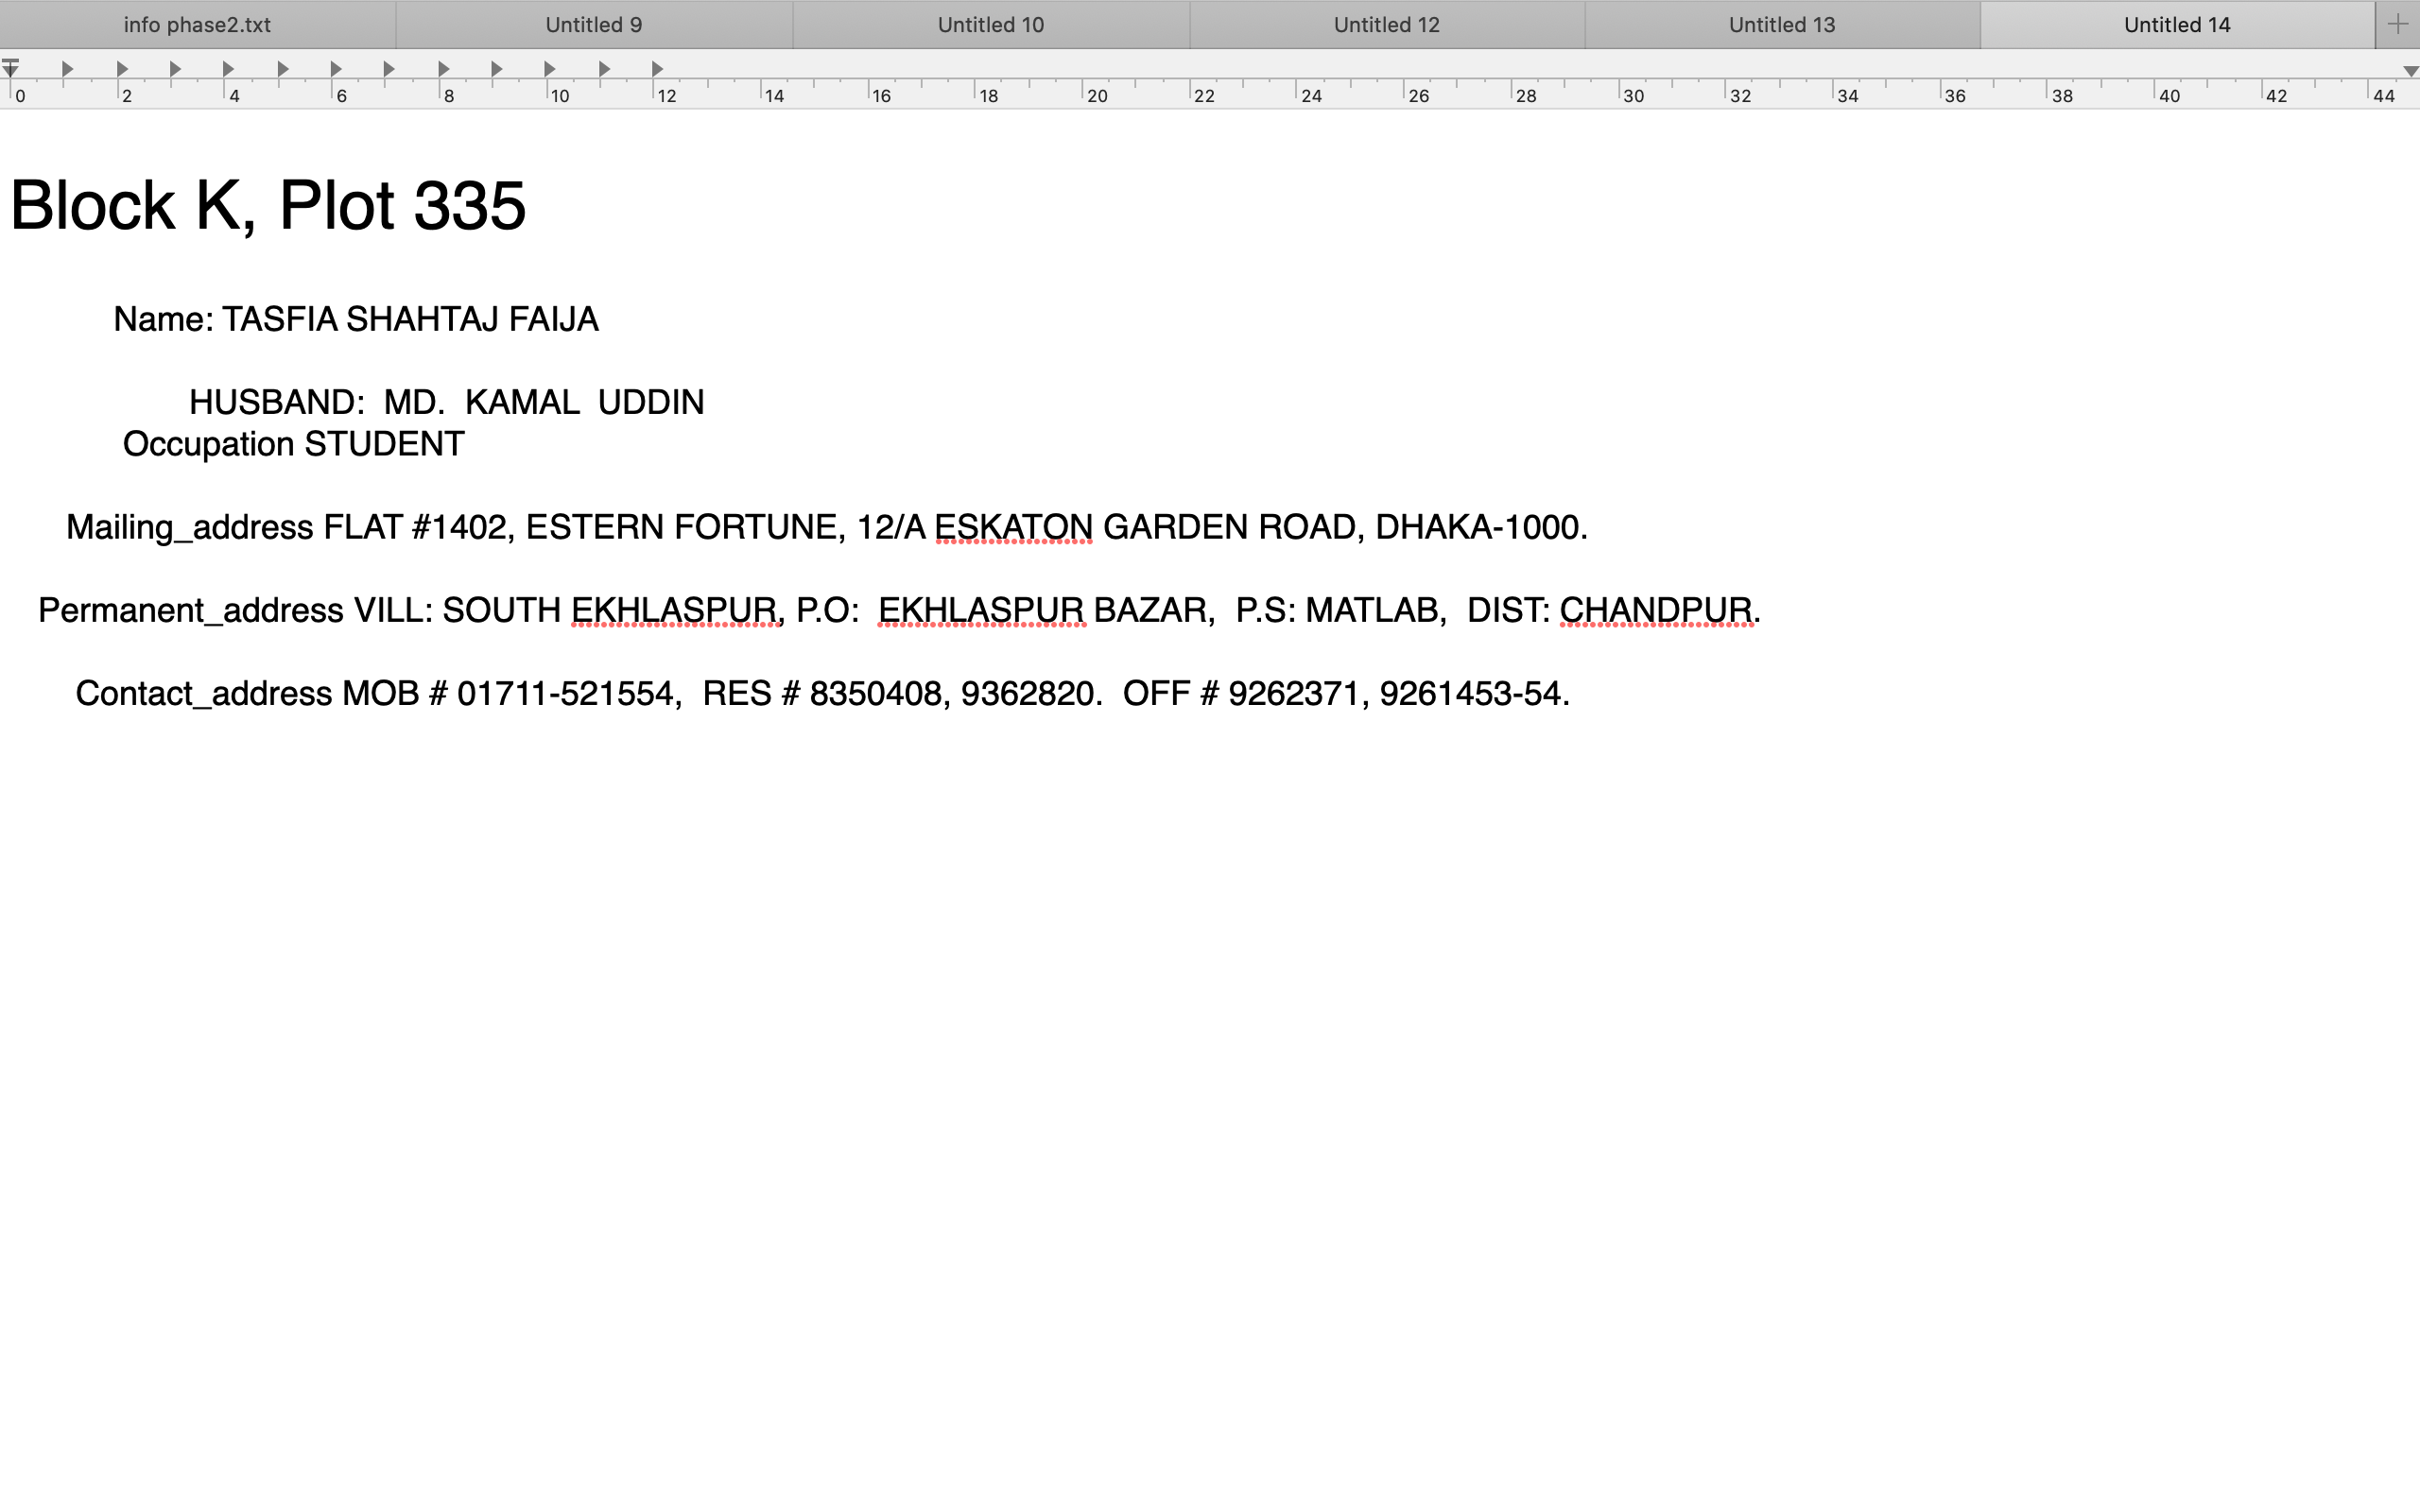 info phase2.txt Untitled 9 Untitled 10 Untitled 12 Untitled 13 Untitled 14
0 2 4 6 8 10 12 14 16 18 20 22 24 26 28 30 32 34 36 38 40 42 44
Block K, Plot 335
Name: TASFIA SHAHTAJ FAIJA
HUSBAND:  MD.  KAMAL  UDDIN
Occupation STUDENT
Mailing_address FLAT #1402, ESTERN FORTUNE, 12/A ESKATON GARDEN ROAD, DHAKA-1000.
Permanent_address VILL: SOUTH EKHLASPUR, P.O:  EKHLASPUR BAZAR,  P.S: MATLAB,  DIST: CHANDPUR.
Contact_address MOB # 01711-521554,  RES # 8350408, 9362820.  OFF # 9262371, 9261453-54.